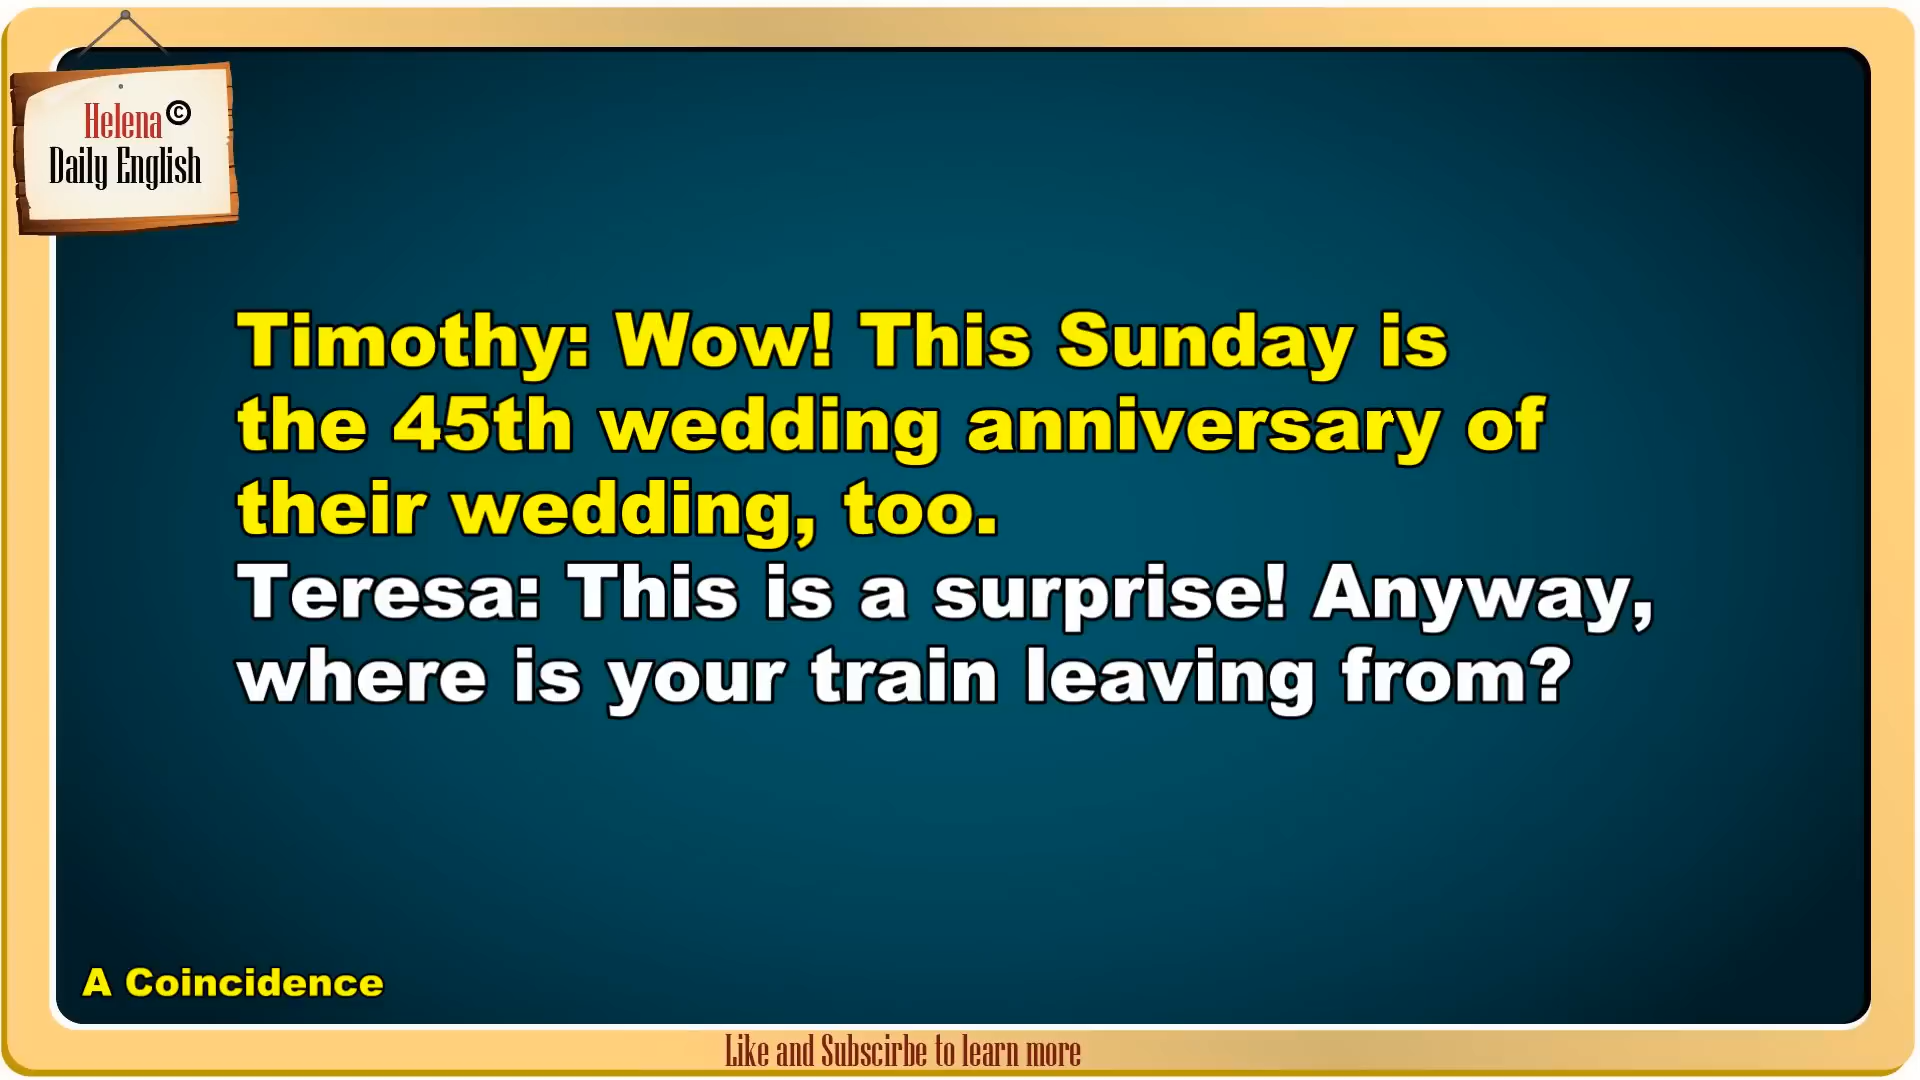 Helena ©
Daily English
Timothy: Wow! This Sunday is
the 45th wedding anniversary of
their wedding, too.
Teresa: This is a surprise! Anyway,
where is your train leaving from?
A Coincidence
Like and Subscirbe to learn more